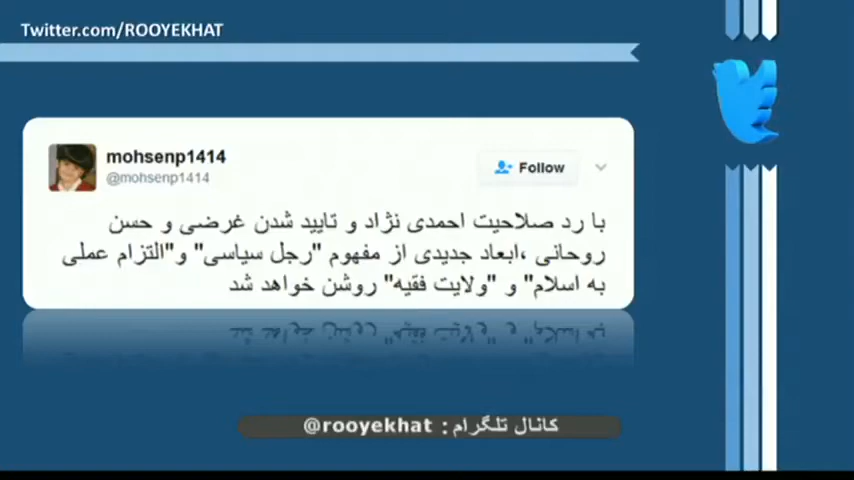 Twitter.com/ROOYEKHAT
mohsenp1414
@mohsenp1414
Follow
با رد صلاحیت احمدی نژاد و تایید شدن غرضی و حسن
روحانی ،ابعاد جدیدی از مفهوم "رجل سیاسی" و"التزام عملی
به اسلام" و "ولایت فقیه" روشن خواهد شد
کانال تلگرام : @rooyekhat